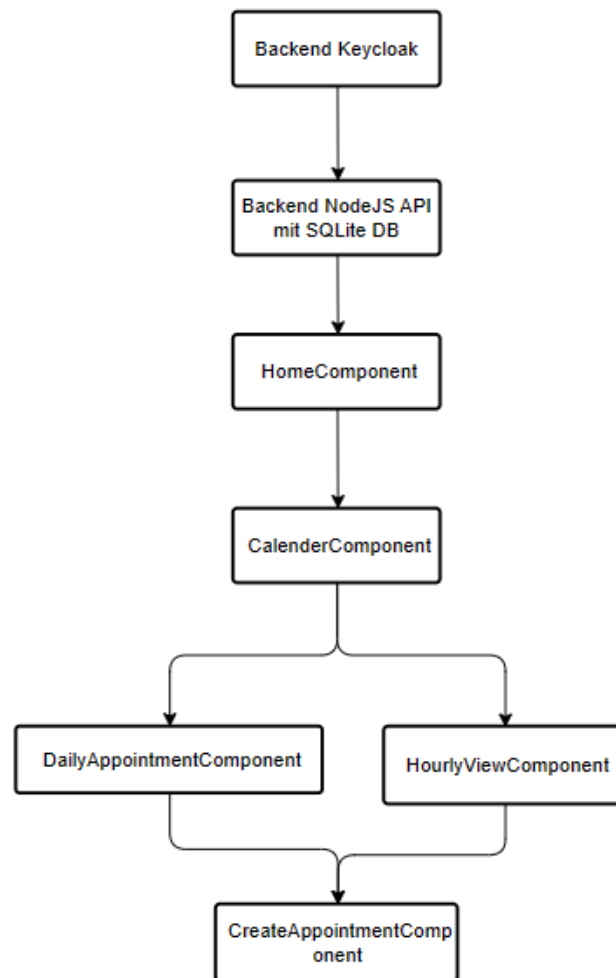 Backend Keycloak
Backend NodeJS API
mit SQLite DB
HomeComponent
CalenderComponent
DailyAppointmentComponent
HourlyViewComponent
CreateAppointmentComp
onent